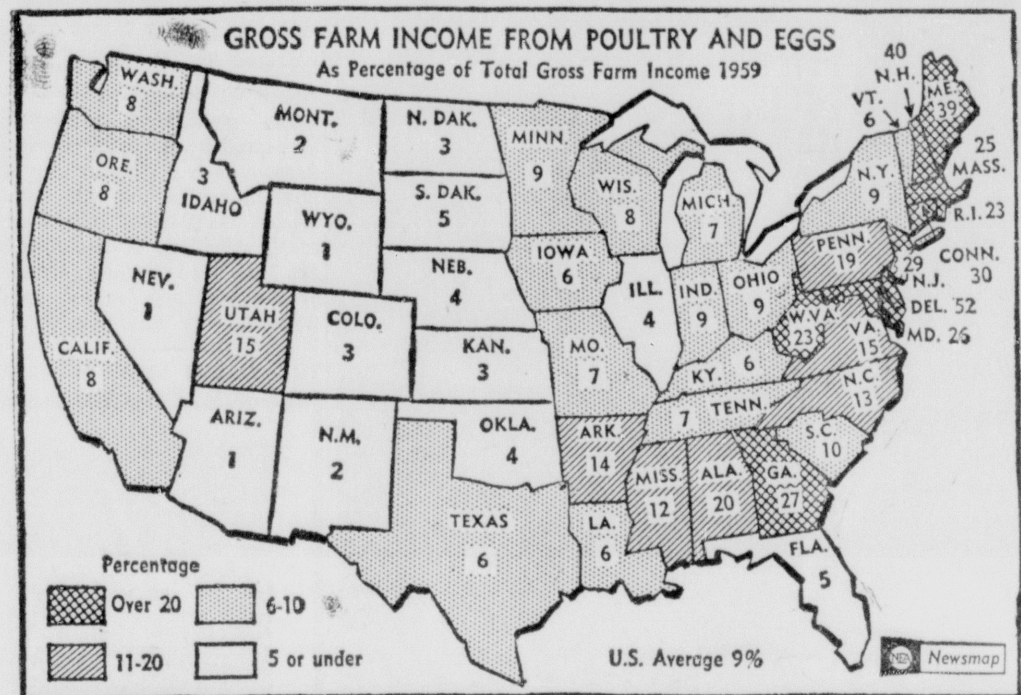 GROSS FARM INCOME FROM POULTRY AND EGGS
As Percentage of Total Gross Farm Income 1959
WASH.
8
ORE.
8
CALIF.
8
3
IDAHO
NEV.
1
MONT.
2
WYO.
1
UTAH
15
COLO.
3
ARIZ.
1
N.M.
2
N. DAK.
3
S. DAK.
5
NEB.
4
KAN.
3
OKLA.
4
TEXAS
6
MINN.
9
IOWA
6
MO.
7
ARK.
14
LA.
6
WIS.
8
ILL.
4
MICH.
7
IND.
9
OHIO
9
KY. 6
7 TENN.
MISS.
12
ALA.
20
GA.
27
FLA.
5
S.C.
10
N.C.
13
VA.
15
W.VA.
23
PENN.
19
N.Y.
9
VT.
6
40
N.H.
ME.
39
25
MASS.
R.I. 23
CONN.
30
29
N.J.
DEL. 52
MD. 26
Percentage
Over 20
6-10
11-20
5 or under
U.S. Average 9%
NEA Newsmap